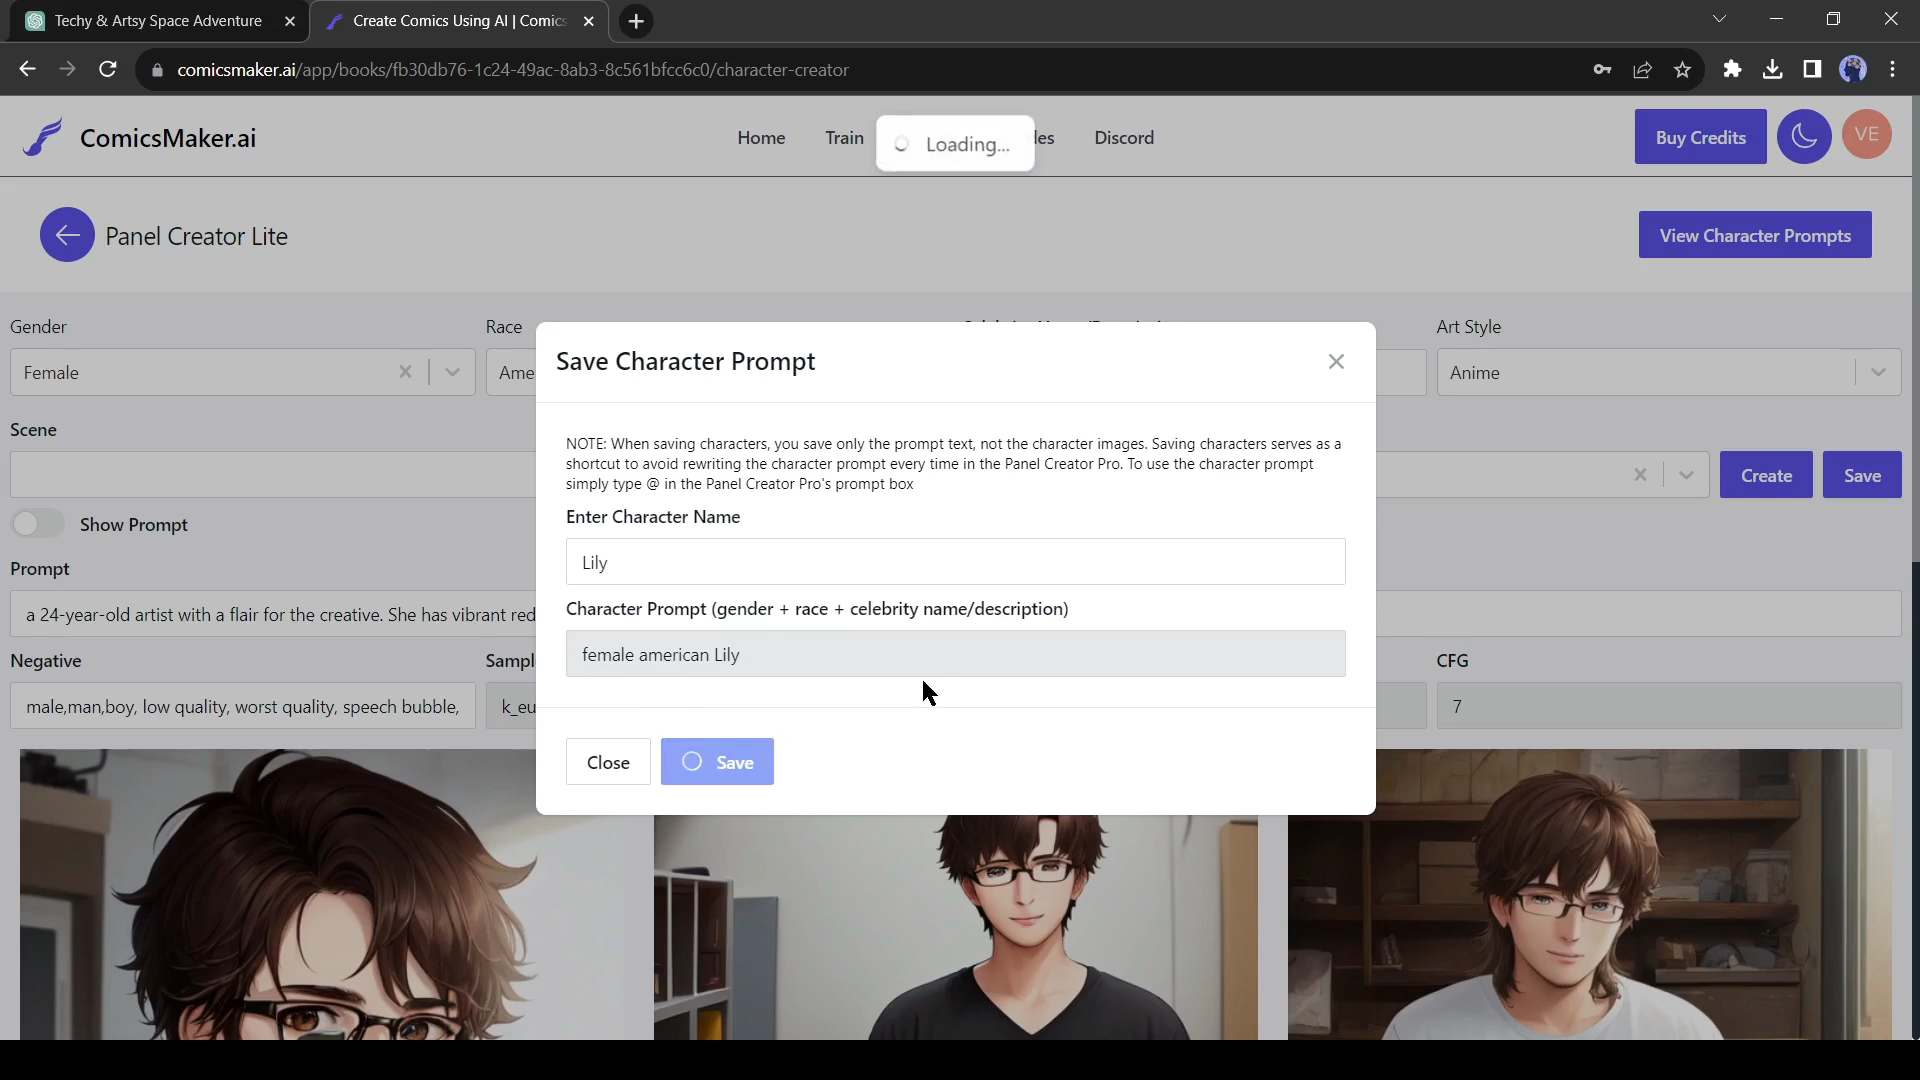 Techy & Artsy Space Adventure
Create Comics Using AI | Comics
comicsmaker.ai/app/books/fb30db76-1c24-49ac-8ab3-8c561bfcc6c0/character-creator
ComicsMaker.ai
Home
Train
Loading...
Discord
Buy Credits
VE
Panel Creator Lite
View Character Prompts
Gender
Race
Art Style
Female
Ame
Anime
Save Character Prompt
Scene
NOTE: When saving characters, you save only the prompt text, not the character images. Saving characters serves as a
shortcut to avoid rewriting the character prompt every time in the Panel Creator Pro. To use the character prompt
simply type @ in the Panel Creator Pro's prompt box
Create
Save
Show Prompt
Enter Character Name
Lily
Prompt
Character Prompt (gender + race + celebrity name/description)
a 24-year-old artist with a flair for the creative. She has vibrant red
female american Lily
Negative
Sampl
CFG
male,man,boy, low quality, worst quality, speech bubble,
k_eu
7
Close
Save